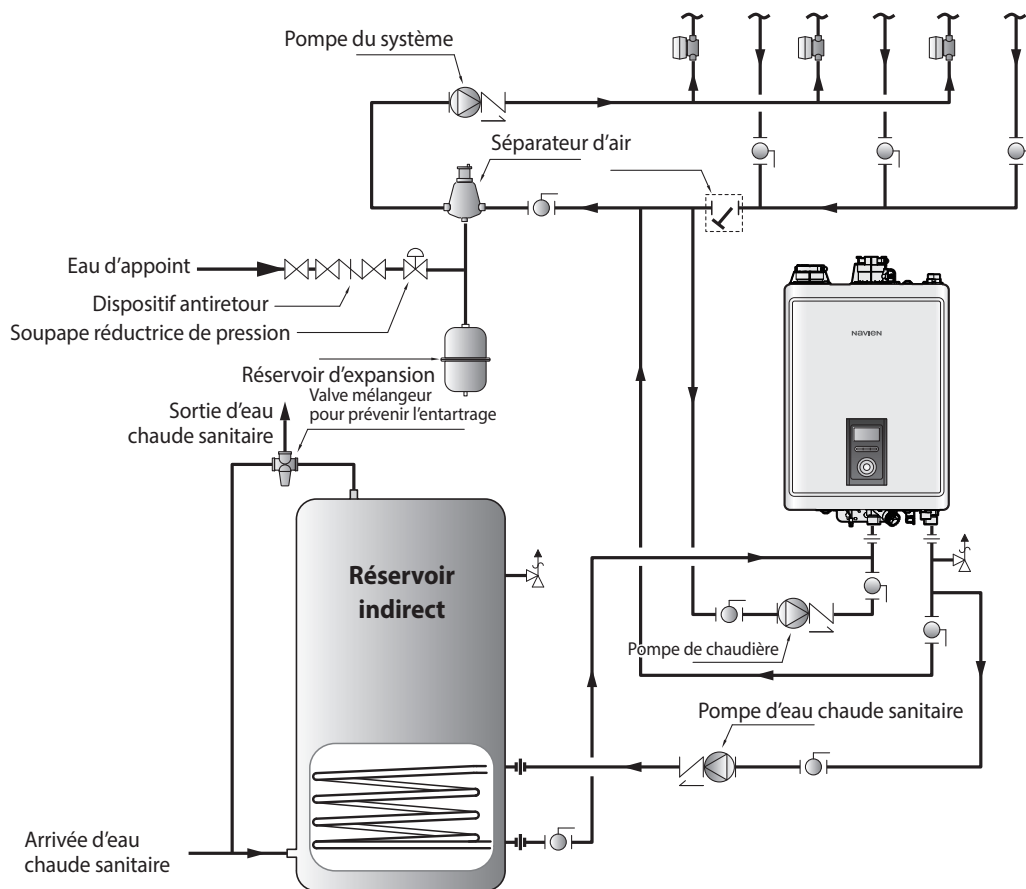 Pompe du système
Séparateur d'air
Eau d'appoint
Dispositif antiretour
Soupape réductrice de pression
Réservoir d'expansion
Valve mélangeur
pour prévenir l'entartrage
Sortie d'eau
chaude sanitaire
NAVIEN
Réservoir
indirect
Pompe de chaudière
Pompe d'eau chaude sanitaire
Arrivée d'eau
chaude sanitaire